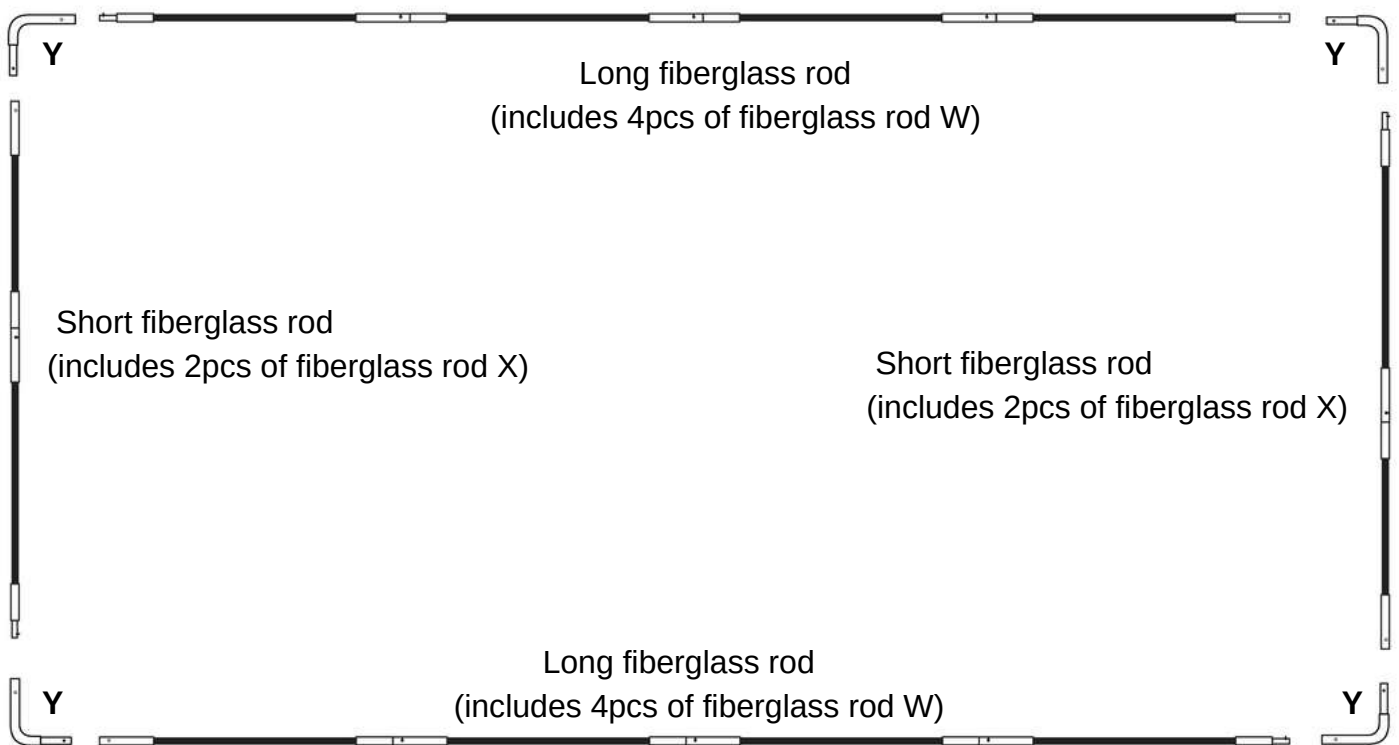 Y
Y
Long fiberglass rod
(includes 4pcs of fiberglass rod W)
Short fiberglass rod
(includes 2pcs of fiberglass rod X)
Short fiberglass rod
(includes 2pcs of fiberglass rod X)
Long fiberglass rod
(includes 4pcs of fiberglass rod W)
Y
Y